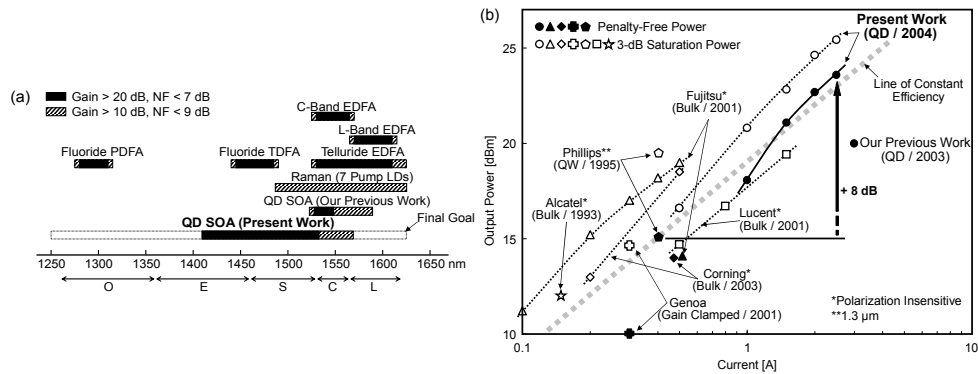 (a)
Gain > 20 dB, NF < 7 dB
Gain > 10 dB, NF < 9 dB
C-Band EDFA
L-Band EDFA
Fluoride PDFA
Fluoride TDFA
Telluride EDFA
Raman (7 Pump LDs)
QD SOA (Our Previous Work)
QD SOA (Present Work)
Final Goal
1250 1300 1350 1400 1450 1500 1550 1600 1650 nm
O E S C L
(b)
Penalty-Free Power
3-dB Saturation Power
Present Work
(QD / 2004)
Line of Constant
Efficiency
Fujitsu*
(Bulk / 2001)
Phillips**
(QW / 1995)
Our Previous Work
(QD / 2003)
+ 8 dB
Alcatel*
(Bulk / 1993)
Lucent*
(Bulk / 2001)
Corning*
(Bulk / 2003)
Genoa
(Gain Clamped / 2001)
*Polarization Insensitive
**1.3 μm
Output Power [dBm]
25
20
15
10
0.1 1 10
Current [A]